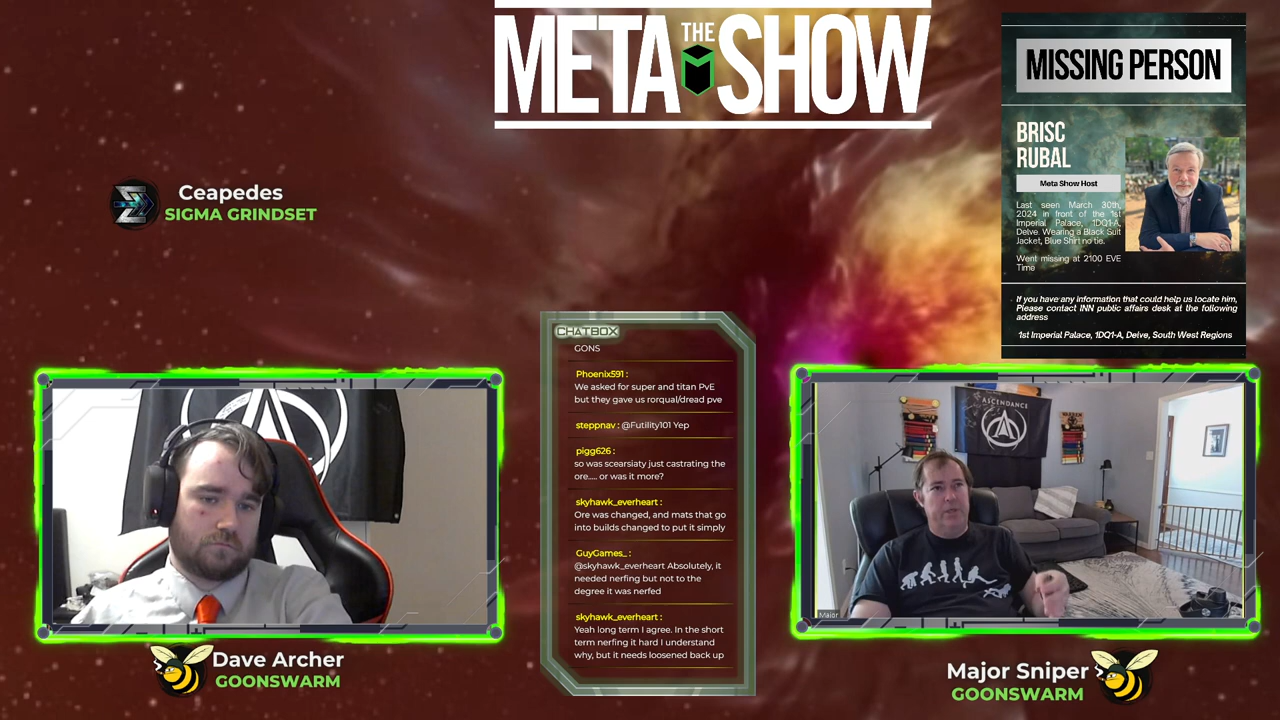 META THE SHOW
MISSING PERSON
BRISC
RUBAL
Meta Show Host
Last seen March 30th,
2024 in front of the 1st
Imperial Palace, 1DQ1-A,
Delve. Wearing a Black Suit
Jacket, Blue Shirt no tie.
Went missing at 2100 EVE
Time
If you have any information that could help us locate him,
Please contact INN public affairs desk at the following
address
1st Imperial Palace, 1DQ1-A, Delve, South West Regions
Ceapedes
SIGMA GRINDSET
CHATBOX
GONS
Phoenix591 :
We asked for super and titan PvE
but they gave us rorqual/dread pve
steppnav : @Futility101 Yep
pigg626 :
so was scearsiaty just castrating the
ore.... or was it more?
skyhawk_everheart :
Ore was changed, and mats that go
into builds changed to put it simply
GuyGames_ :
@skyhawk_everheart Absolutely, it
needed nerfing but not to the
degree it was nerfed
skyhawk_everheart :
Yeah long term I agree. In the short
term nerfing it hard I understand
why, but it needs loosened back up
ASCENDANCE
Major
Dave Archer
GOONSWARM
Major Sniper
GOONSWARM